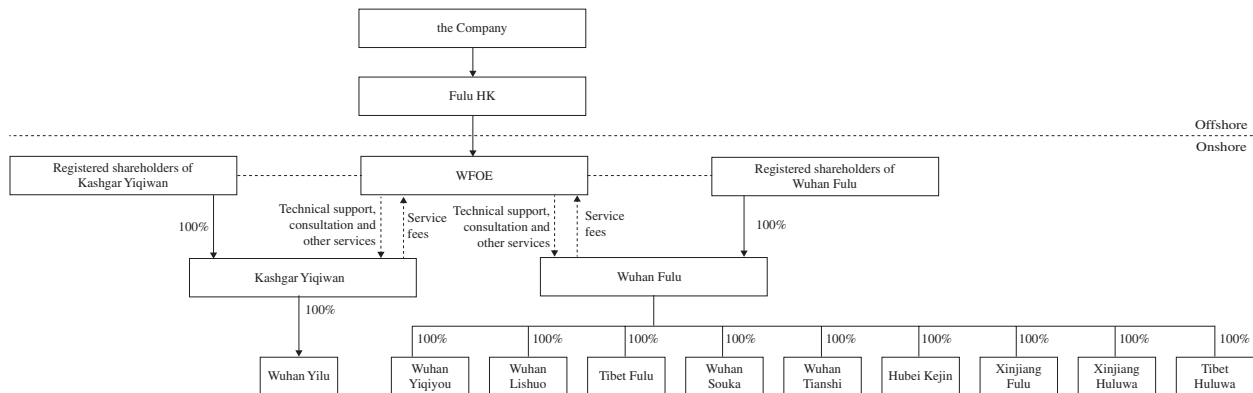 the Company
Fulu HK
Offshore
Onshore
Registered shareholders of
Kashgar Yiqiwan
WFOE
Registered shareholders of
Wuhan Fulu
100%
Technical support,
consultation and
other services
Service
fees
Technical support,
consultation and
other services
Service
fees
100%
Kashgar Yiqiwan
Wuhan Fulu
100%
100%
100%
100%
100%
100%
100%
100%
100%
100%
Wuhan Yilu
Wuhan
Yiqiyou
Wuhan
Lishuo
Tibet Fulu
Wuhan
Souka
Wuhan
Tianshi
Hubei Kejin
Xinjiang
Fulu
Xinjiang
Huluwa
Tibet
Huluwa